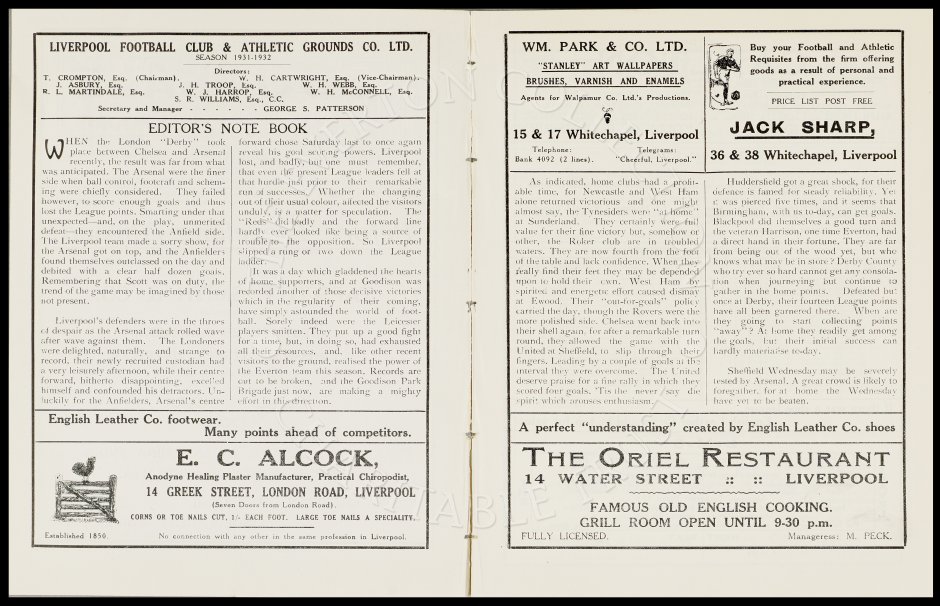 LIVERPOOL FOOTBALL CLUB & ATHLETIC GROUNDS CO. LTD.
SEASON 1931-1932
Directors:
T. CROMPTON, Esq. (Chairman). W. H. CARTWRIGHT, Esq. (Vice-Chairman).
J. ASBURY, Esq. J. H. TROOP, Esq. W. H. WEBB, Esq.
R. L. MARTINDALE, Esq. W. J. HARROP, Esq. W. H. McCONNELL, Esq.
S. R. WILLIAMS, Esq., C.C.
Secretary and Manager - - - - - - GEORGE S. PATTERSON
EDITOR'S NOTE BOOK
WHEN the London "Derby" took
place between Chelsea and Arsenal
recently, the result was far from what
was anticipated. The Arsenal were the finer
side when ball control, footcraft and schem-
ing were chiefly considered. They failed
however, to score enough goals and thus
lost the League points. Smarting under that
unexpected—and, on the play, unmerited
defeat—they encountered the Anfield side.
The Liverpool team made a sorry show, for
the Arsenal got on top, and the Anfielders
found themselves outclassed on the day and
debited with a clear half dozen goals.
Remembering that Scott was on duty, the
trend of the game may be imagined by those
not present.
Liverpool's defenders were in the throes
of despair as the Arsenal attack rolled wave
after wave against them. The Londoners
were delighted, naturally, and strange to
record, their newly recruited custodian had
a very leisurely afternoon, while their centre
forward, hitherto disappointing, excelled
himself and confounded his detractors. Un-
luckily for the Anfielders, Arsenal's centre
forward chose Saturday last to once again
reveal his goal scoring powers. Liverpool
lost, and badly, but one must remember,
that even the present League leaders fell at
that hurdle just prior to their remarkable
run of successes. Whether the changing
out of their usual colour, affected the visitors
unduly, is a matter for speculation. The
"Reds" did badly and the forward line
hardly ever looked like being a source of
trouble to the opposition. So Liverpool
slipped a rung or two down the League
ladder.
It was a day which gladdened the hearts
of home supporters, and at Goodison was
recorded another of those decisive victories
which in the regularity of their coming,
have simply astounded the world of foot-
ball. Sorely indeed were the Leicester
players smitten. They put up a good fight
for a time, but, in doing so, had exhausted
all their resources, and, like other recent
visitors to the ground, realised the power of
the Everton team this season. Records are
out to be broken, and the Goodison Park
Brigade just now, are making a mighty
effort in this direction.
English Leather Co. footwear.
Many points ahead of competitors.
E. C. ALCOCK,
Anodyne Healing Plaster Manufacturer, Practical Chiropodist,
14 GREEK STREET, LONDON ROAD, LIVERPOOL
(Seven Doors from London Road).
CORNS OR TOE NAILS CUT, 1/- EACH FOOT. LARGE TOE NAILS A SPECIALITY.
Established 1850. No connection with any other in the same profession in Liverpool.
WM. PARK & CO. LTD.
"STANLEY" ART WALLPAPERS
BRUSHES, VARNISH AND ENAMELS
Agents for Walpamur Co. Ltd.'s Productions.
15 & 17 Whitechapel, Liverpool
Telephone: Telegrams:
Bank 4092 (2 lines). "Cheerful, Liverpool."
Buy your Football and Athletic
Requisites from the firm offering
goods as a result of personal and
practical experience.
PRICE LIST POST FREE
JACK SHARP,
36 & 38 Whitechapel, Liverpool
As indicated, home clubs had a profit-
able time, for Newcastle and West Ham
alone returned victorious and one might
almost say, the Tynesiders were "at home"
at Sunderland. They certainly were full
value for their fine victory but, somehow or
other, the Roker club are in troubled
waters. They are now fourth from the foot
of the table and lack confidence. When they
really find their feet they may be depended
upon to hold their own. West Ham by
spirited and energetic effort caused dismay
at Ewood. Their "out-for-goals" policy
carried the day, though the Rovers were the
more polished side. Chelsea went back into
their shell again, for after a remarkable turn
round, they allowed the game with the
United at Sheffield, to slip through their
fingers. Leading by a couple of goals at the
interval they were overcome. The United
deserve praise for a fine rally in which they
scored four goals. 'Tis the never say die
spirit which arouses enthusiasm.
Huddersfield got a great shock, for their
defence is famed for steady reliability. Yet
it was pierced five times, and it seems that
Birmingham, with us to-day, can get goals.
Blackpool did themselves a good turn and
the veteran Harrison, one time Everton, had
a direct hand in their fortune. They are far
from being out of the wood yet, but who
knows what may be in store? Derby County
who try ever so hard cannot get any consola-
tion when journeying but continue to
gather in the home points. Defeated but
once at Derby, their fourteen League points
have all been garnered there. When are
they going to start collecting points
"away"? At home they readily get among
the goals, but their initial success can
hardly materialise to-day.
Sheffield Wednesday may be severely
tested by Arsenal. A great crowd is likely to
foregather, for at home the Wednesday
have yet to be beaten.
A perfect "understanding" created by English Leather Co. shoes
THE ORIEL RESTAURANT
14 WATER STREET :: :: LIVERPOOL
FAMOUS OLD ENGLISH COOKING.
GRILL ROOM OPEN UNTIL 9-30 p.m.
FULLY LICENSED. Manageress: M. PECK.